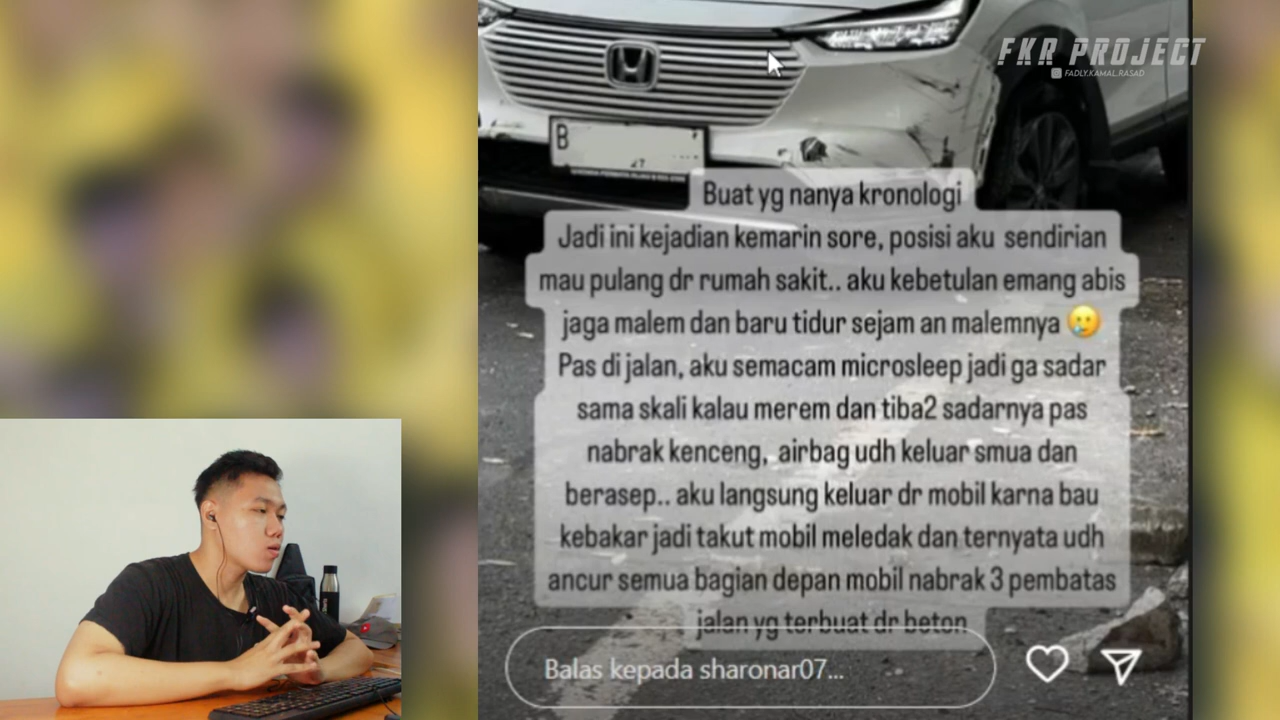 FKR PROJECT
FADLY.KAMAL.RASAD
B
Buat yg nanya kronologi
Jadi ini kejadian kemarin sore, posisi aku sendirian
mau pulang dr rumah sakit.. aku kebetulan emang abis
jaga malem dan baru tidur sejam an malemnya 🥲
Pas di jalan, aku semacam microsleep jadi ga sadar
sama skali kalau merem dan tiba2 sadarnya pas
nabrak kenceng, airbag udh keluar smua dan
berasep.. aku langsung keluar dr mobil karna bau
kebakar jadi takut mobil meledak dan ternyata udh
ancur semua bagian depan mobil nabrak 3 pembatas
jalan yg terbuat dr beton
Balas kepada sharonar07...